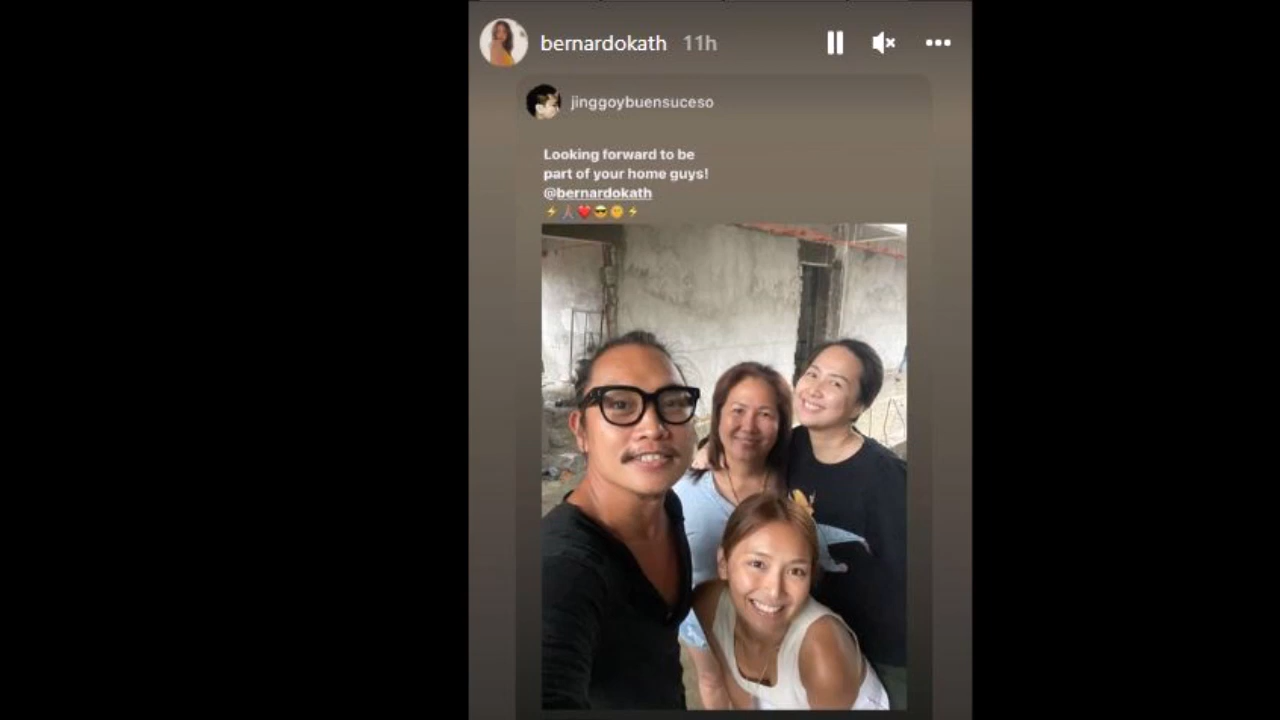 bernardokath 11h
jinggoybuensuceso
Looking forward to be
part of your home guys!
@bernardokath
⚡🙏🏽❤️😎🌞⚡